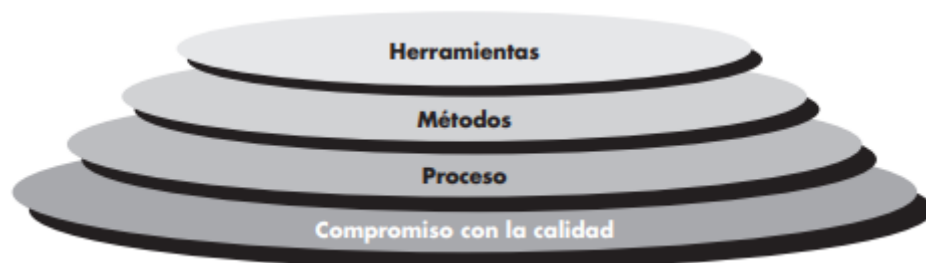 Herramientas
Métodos
Proceso
Compromiso con la calidad